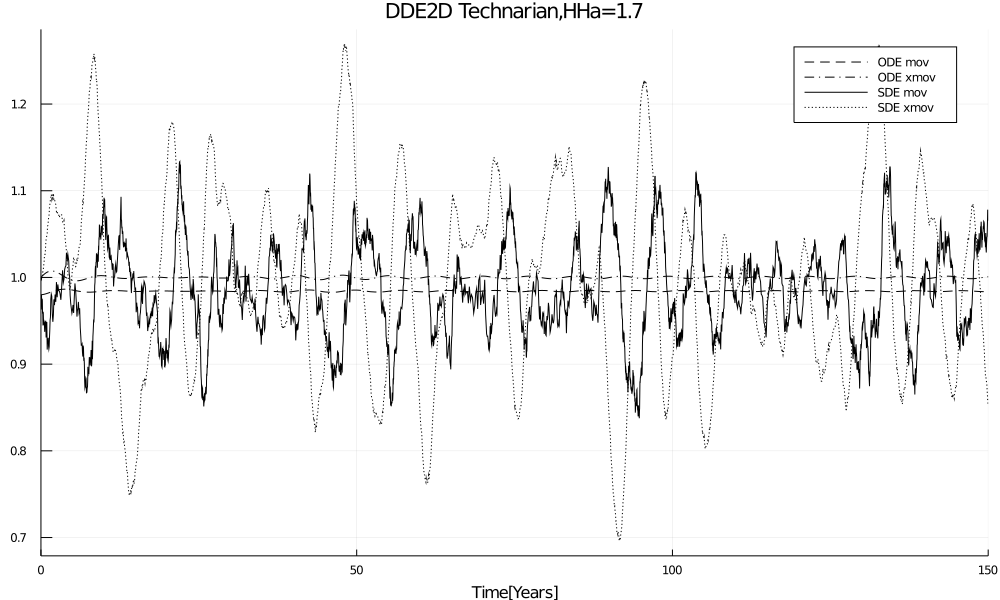 DDE2D Technarian,HHa=1.7
ODE mov
ODE xmov
SDE mov
SDE xmov
1.2
1.1
1.0
0.9
0.8
0.7
0
50
100
150
Time[Years]